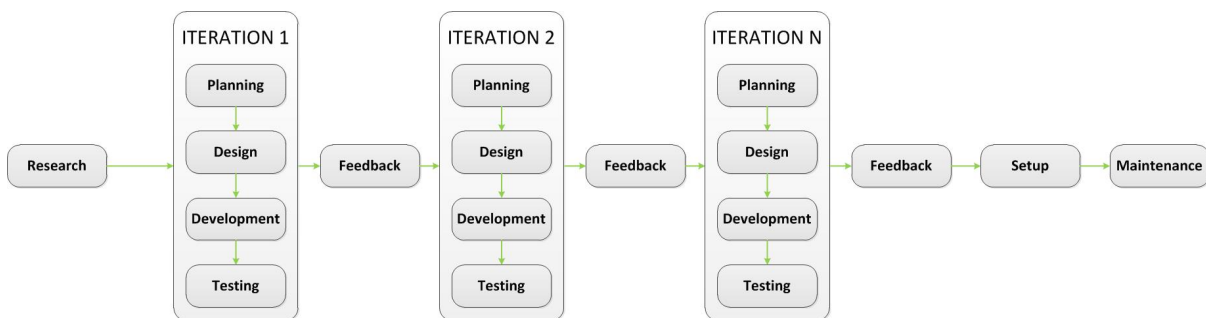 Research
ITERATION 1
Planning
Design
Development
Testing
Feedback
ITERATION 2
Planning
Design
Development
Testing
Feedback
ITERATION N
Planning
Design
Development
Testing
Feedback
Setup
Maintenance